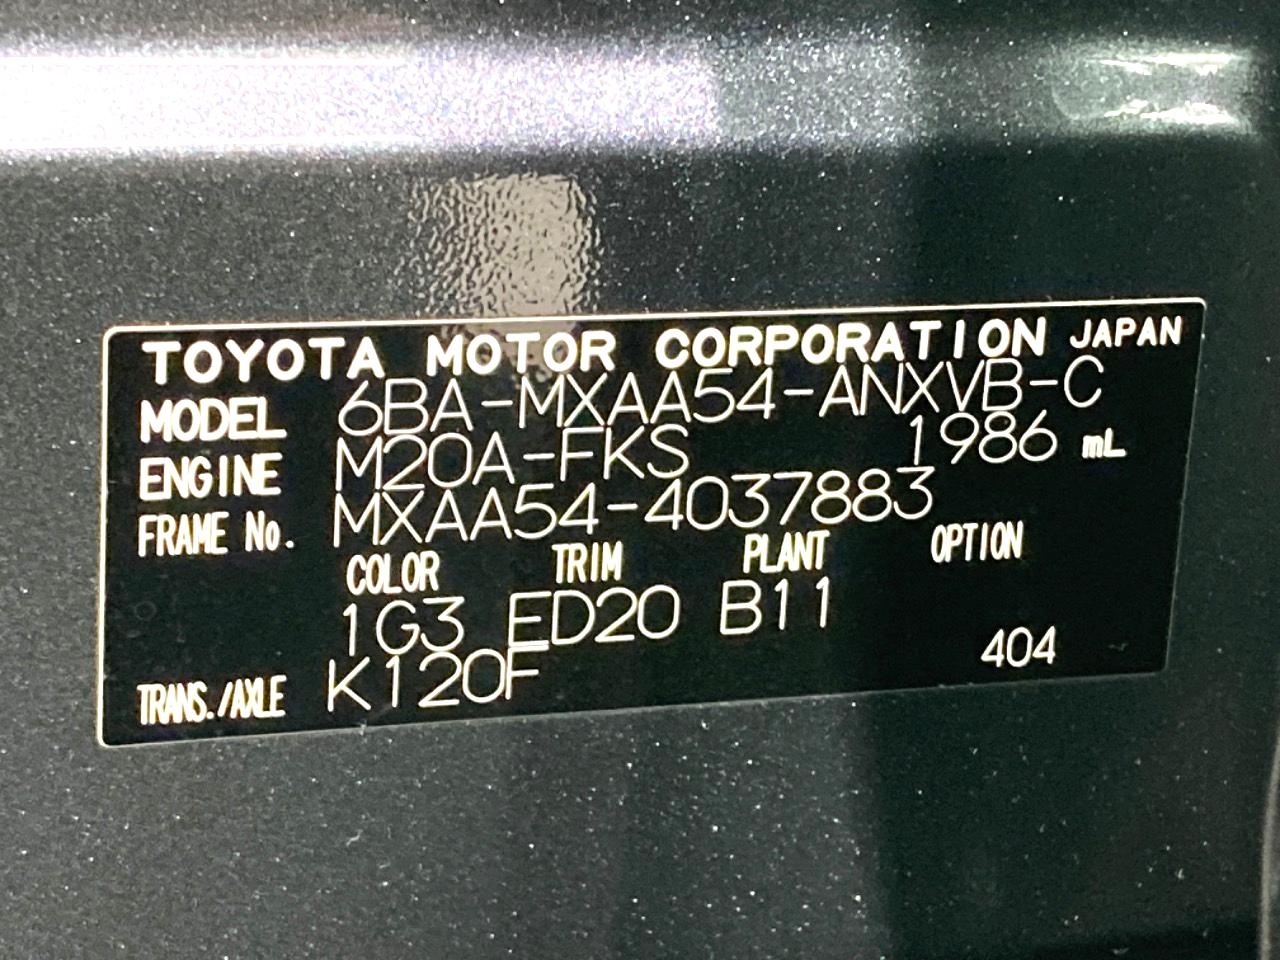 TOYOTA MOTOR CORPORATION JAPAN
MODEL 6BA-MXAA54-ANXVB-C
ENGINE M20A-FKS 1986 mL
FRAME No. MXAA54-4037883
COLOR TRIM PLANT OPTION
1G3 ED20 B11
TRANS./AXLE K120F 404